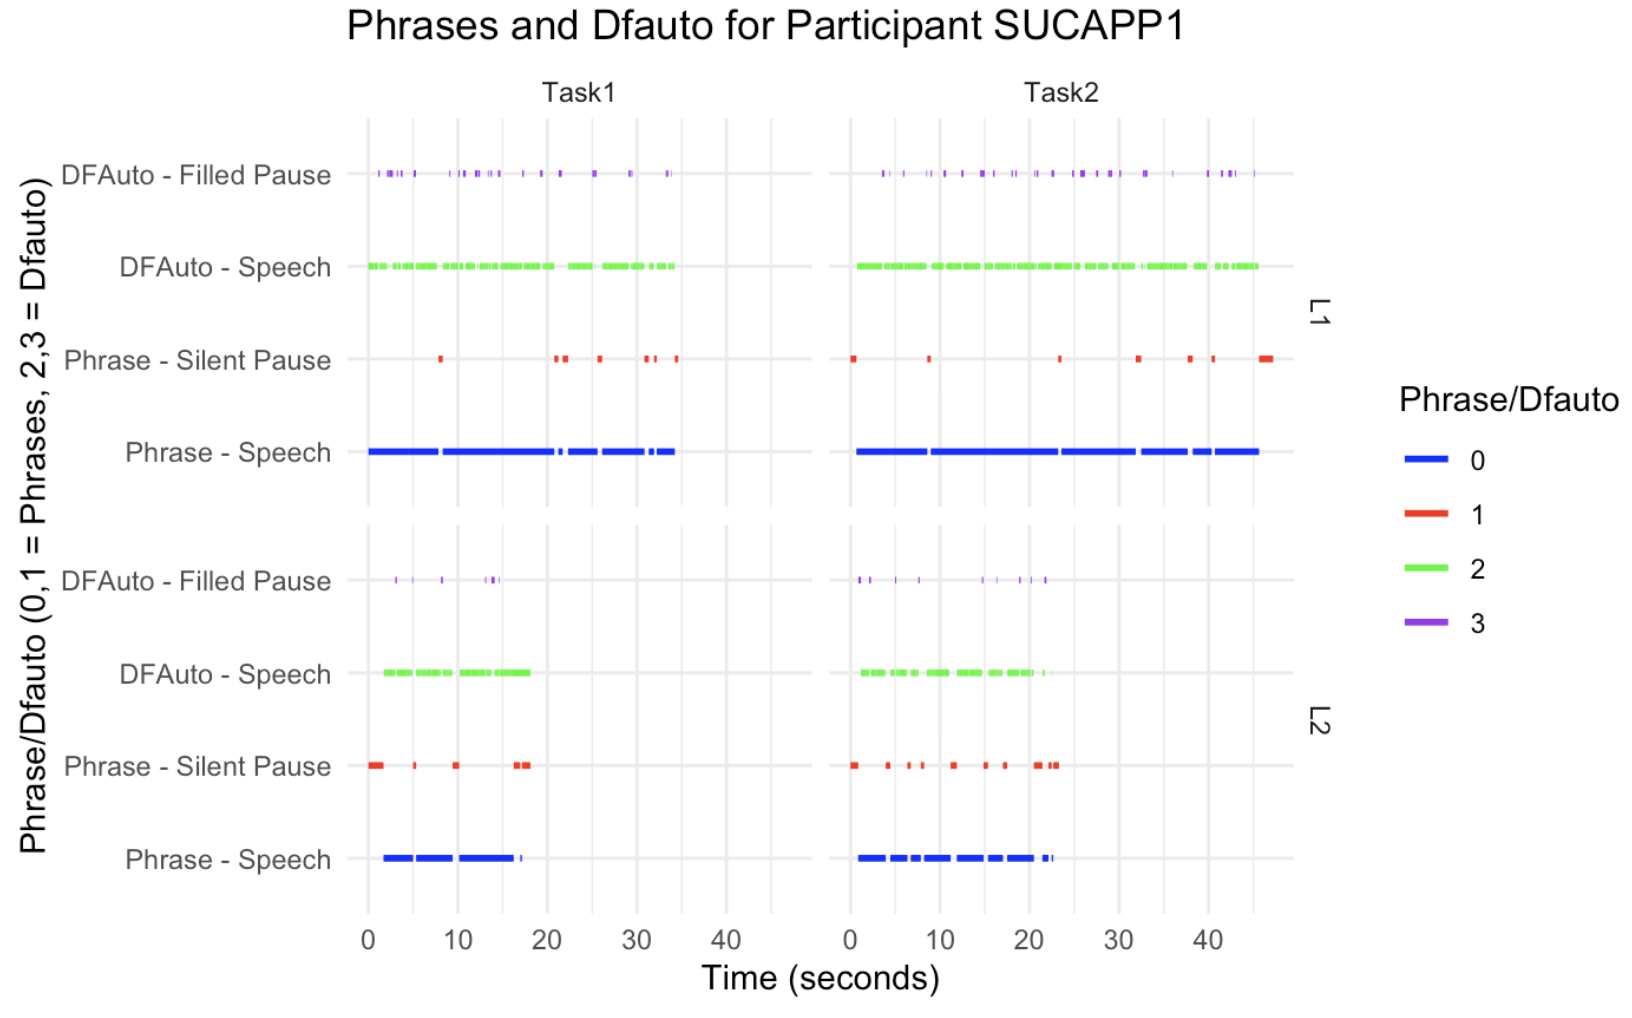 Phrases and Dfauto for Participant SUCAPP1
Task1
Task2
Phrase/Dfauto (0,1 = Phrases, 2,3 = Dfauto)
DFAuto - Filled Pause
DFAuto - Speech
Phrase - Silent Pause
Phrase - Speech
L1
DFAuto - Filled Pause
DFAuto - Speech
Phrase - Silent Pause
Phrase - Speech
L2
0 10 20 30 40
0 10 20 30 40
Time (seconds)
Phrase/Dfauto
0
1
2
3